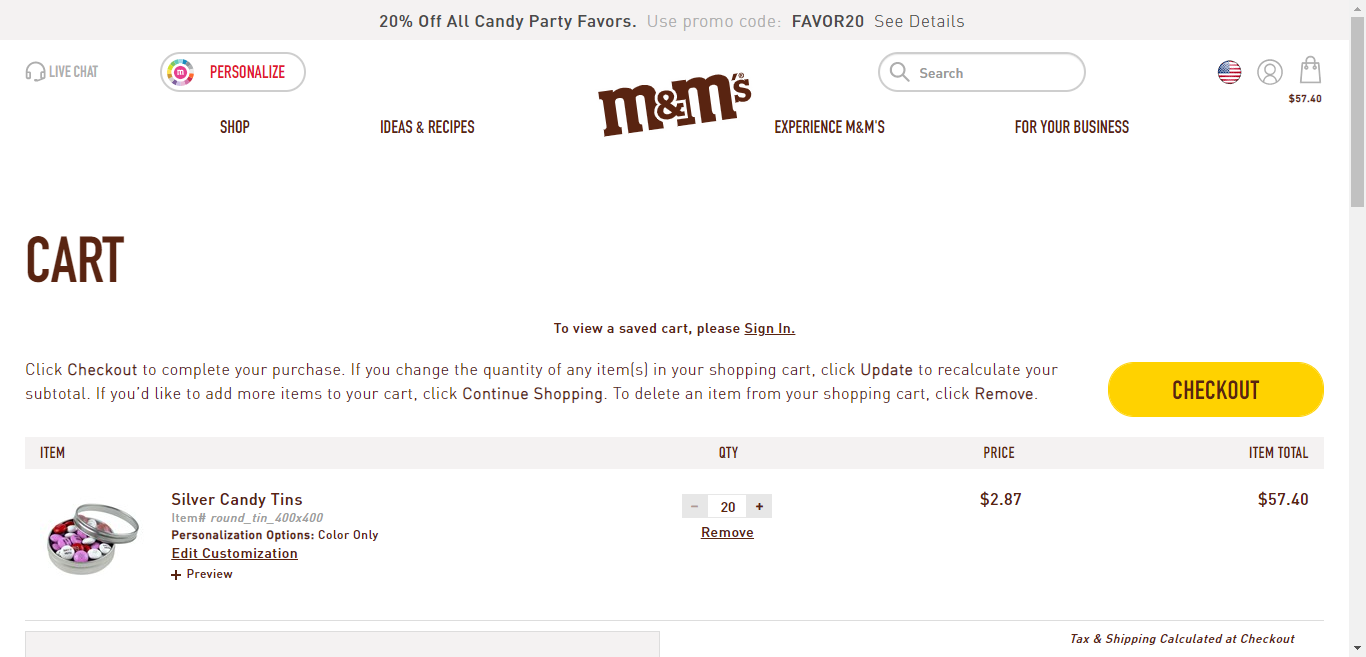 20% Off All Candy Party Favors. Use promo code: FAVOR20 See Details
LIVE CHAT
m PERSONALIZE
Search
$57.40
m&m's®
SHOP
IDEAS & RECIPES
EXPERIENCE M&M'S
FOR YOUR BUSINESS
CART
To view a saved cart, please Sign In.
Click Checkout to complete your purchase. If you change the quantity of any item(s) in your shopping cart, click Update to recalculate your
subtotal. If you'd like to add more items to your cart, click Continue Shopping. To delete an item from your shopping cart, click Remove.
CHECKOUT
ITEM QTY PRICE ITEM TOTAL
Silver Candy Tins
Item# round_tin_400x400
Personalization Options: Color Only
Edit Customization
+ Preview
− 20 +
Remove
$2.87
$57.40
Tax & Shipping Calculated at Checkout